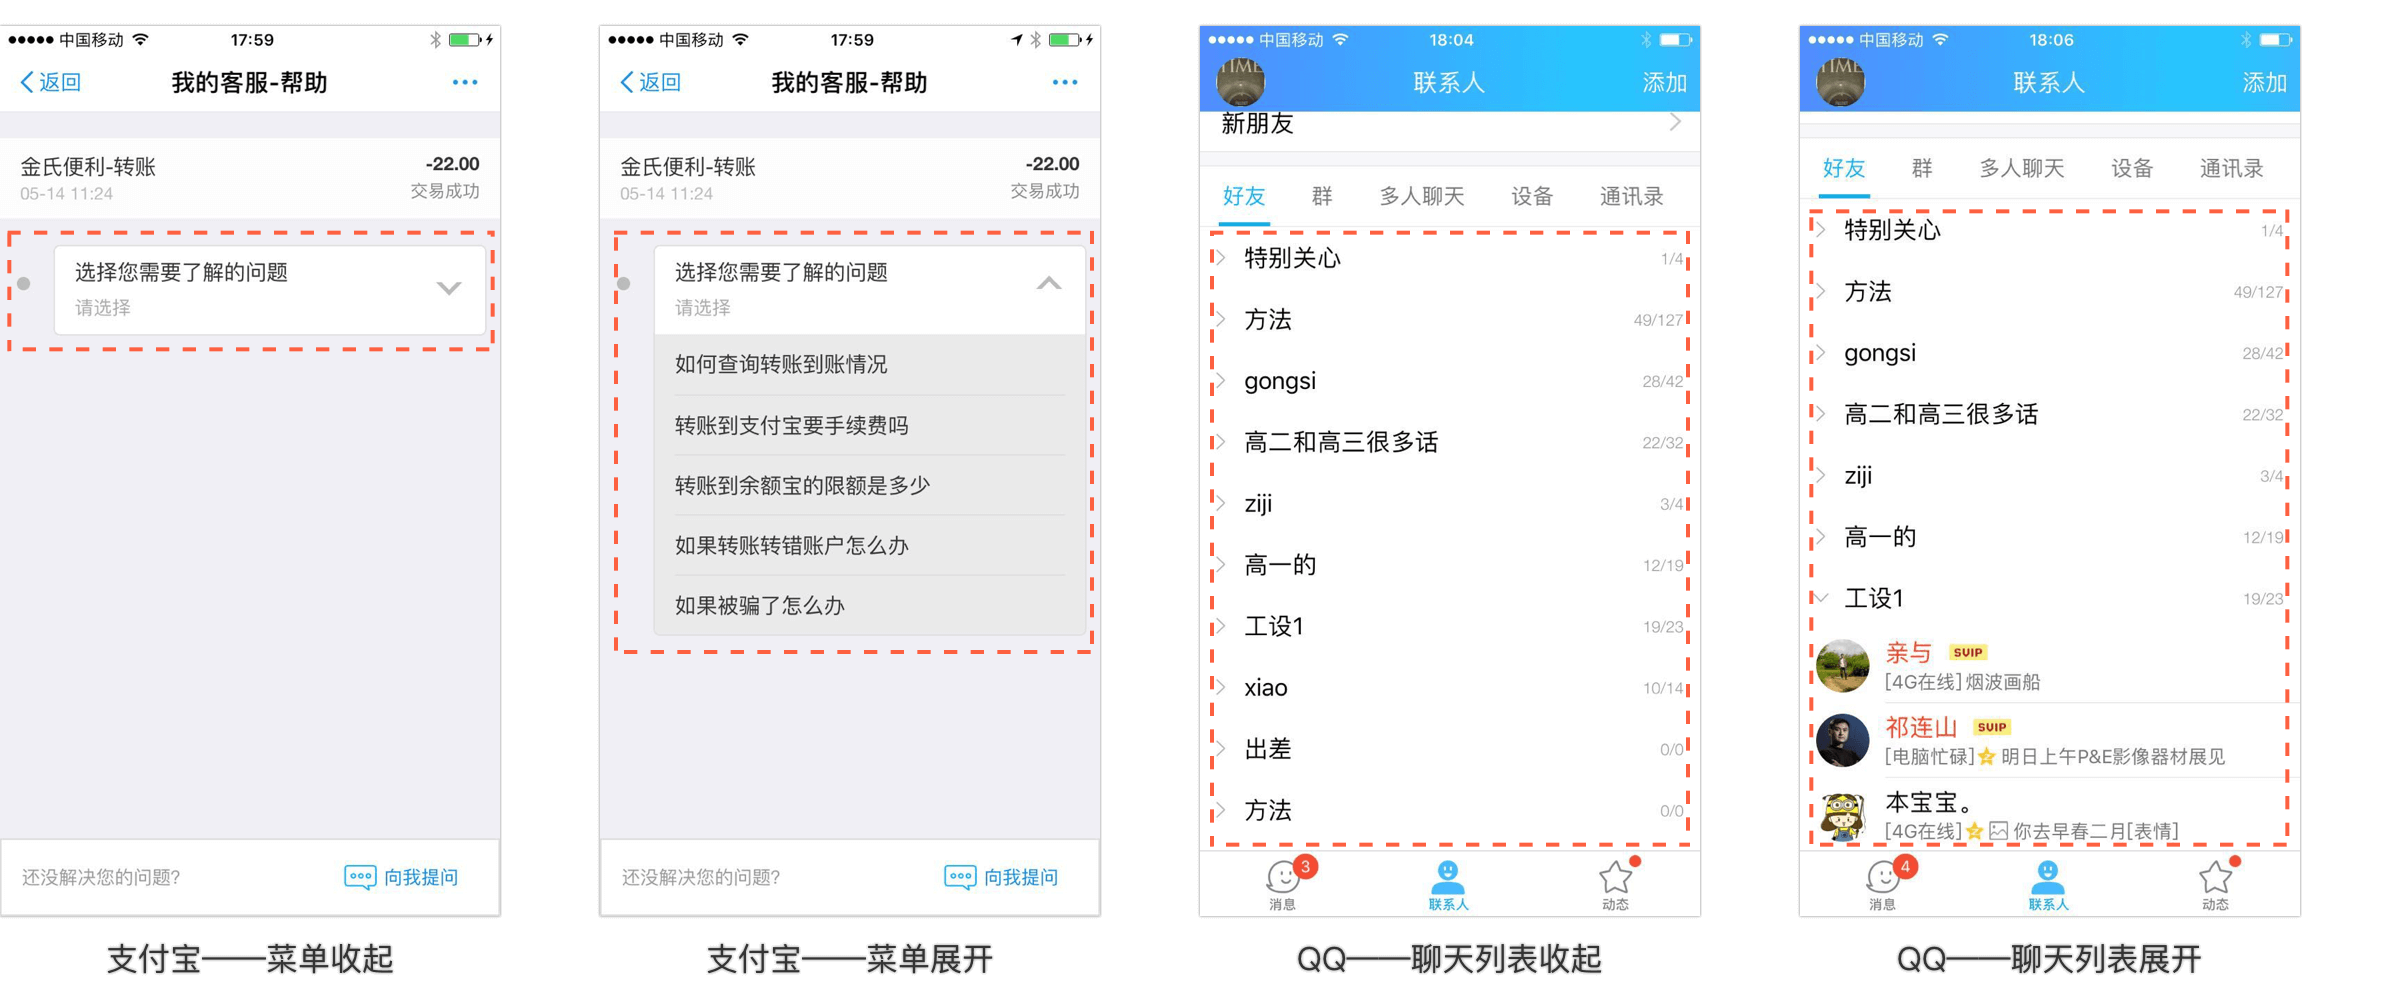 中国移动 17:59
返回 我的客服-帮助
金氏便利-转账 -22.00
05-14 11:24 交易成功
选择您需要了解的问题
请选择
还没解决您的问题? 向我提问
支付宝——菜单收起
中国移动 17:59
返回 我的客服-帮助
金氏便利-转账 -22.00
05-14 11:24 交易成功
选择您需要了解的问题
请选择
如何查询转账到账情况
转账到支付宝要手续费吗
转账到余额宝的限额是多少
如果转账转错账户怎么办
如果被骗了怎么办
还没解决您的问题? 向我提问
支付宝——菜单展开
中国移动 18:04
TIME 联系人 添加
新朋友
好友 群 多人聊天 设备 通讯录
特别关心 1/4
方法 49/127
gongsi 28/42
高二和高三很多话 22/32
ziji 3/4
高一的 12/19
工设1 19/23
xiao 10/14
出差 0/0
方法 0/0
3
消息 联系人 动态
QQ——聊天列表收起
中国移动 18:06
TIME 联系人 添加
好友 群 多人聊天 设备 通讯录
特别关心 1/4
方法 49/127
gongsi 28/42
高二和高三很多话 22/32
ziji 3/4
高一的 12/19
工设1 19/23
亲与 SVIP
[4G在线] 烟波画船
祁连山 SVIP
[电脑忙碌] 明日上午P&E影像器材展见
本宝宝。
[4G在线] 你去早春二月[表情]
4
消息 联系人 动态
QQ——聊天列表展开